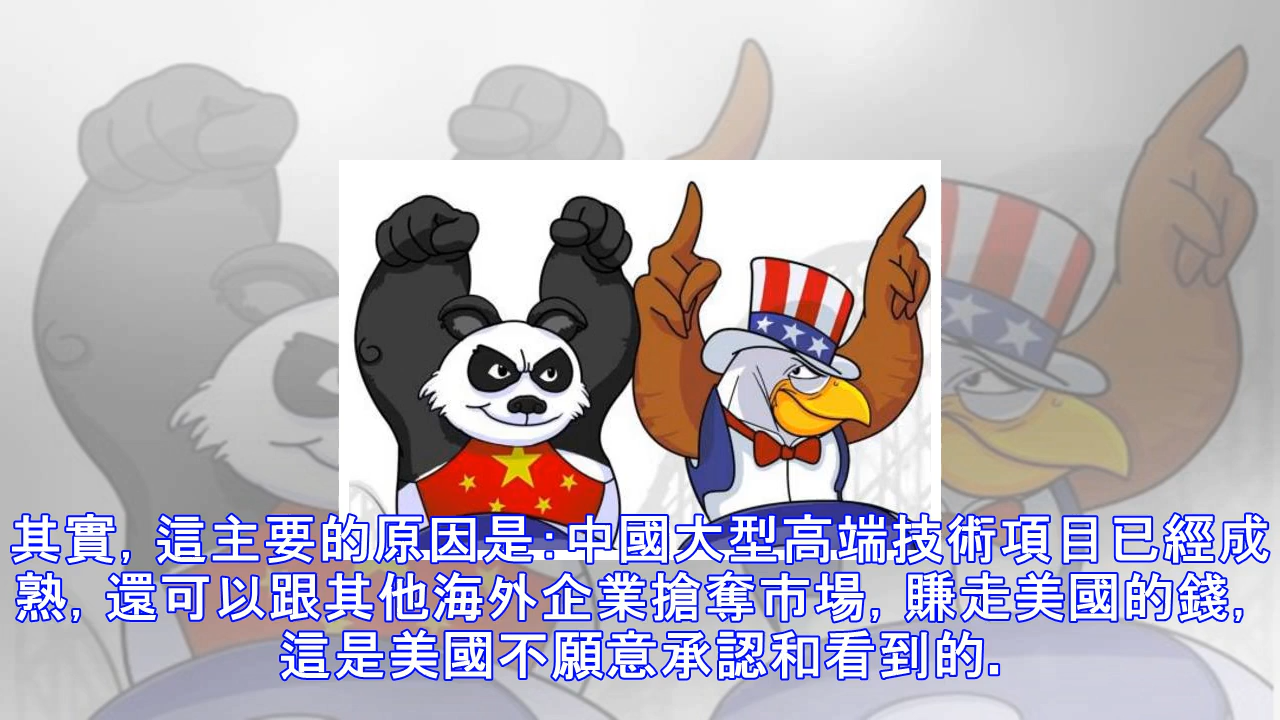 其實, 這主要的原因是:中國大型高端技術項目已經成
熟, 還可以跟其他海外企業搶奪市場, 賺走美國的錢,
這是美國不願意承認和看到的.